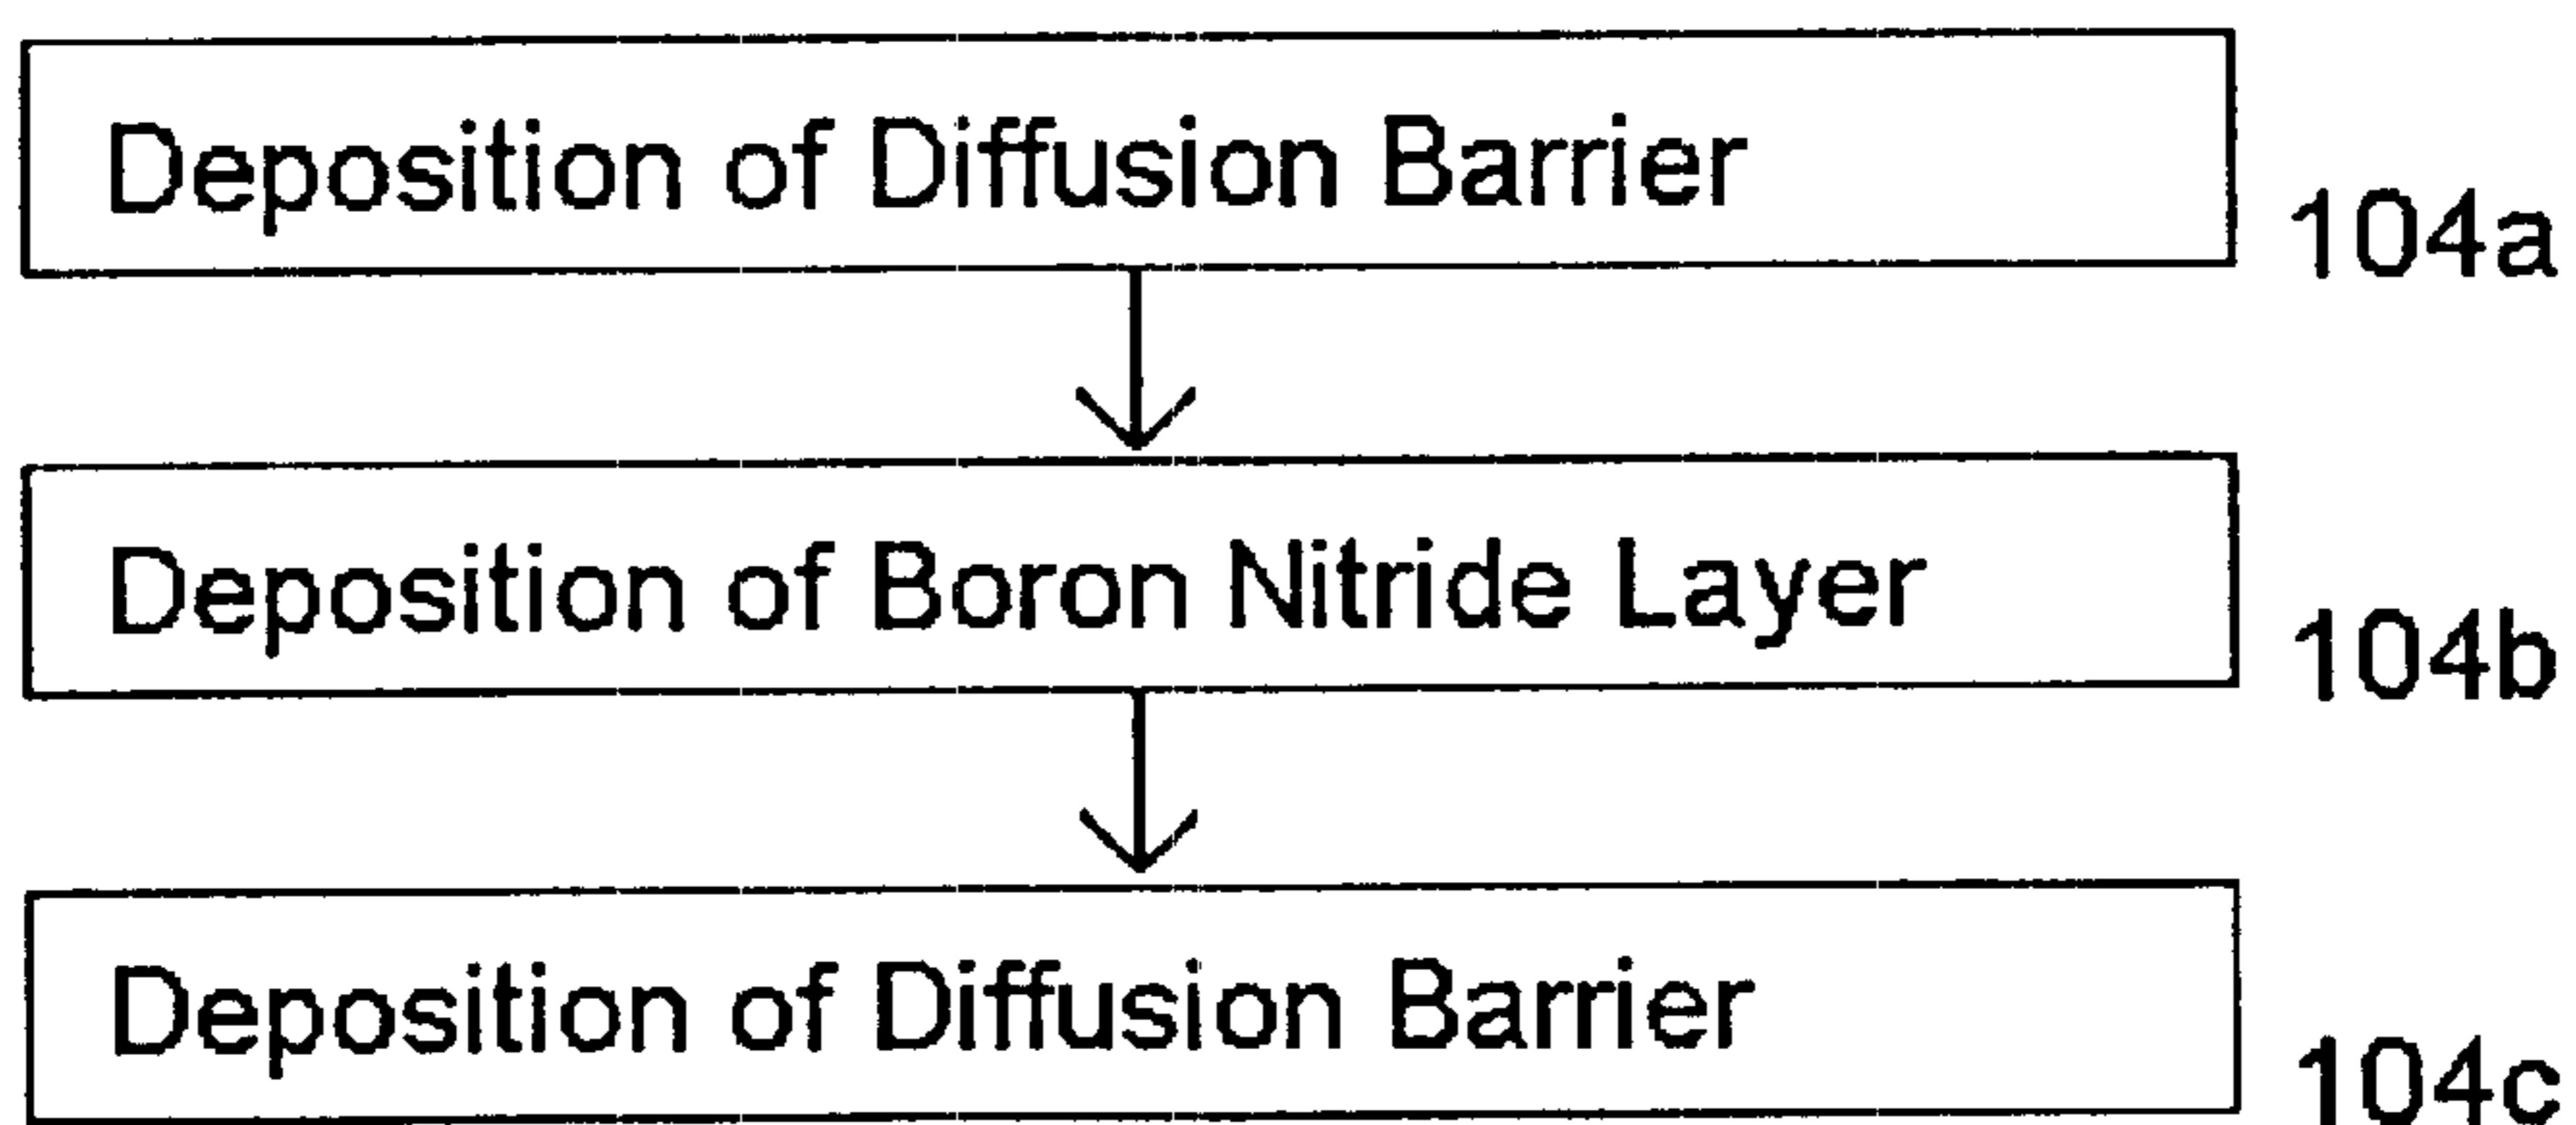 Deposition of Diffusion Barrier
104a
Deposition of Boron Nitride Layer
104b
Deposition of Diffusion Barrier
104c